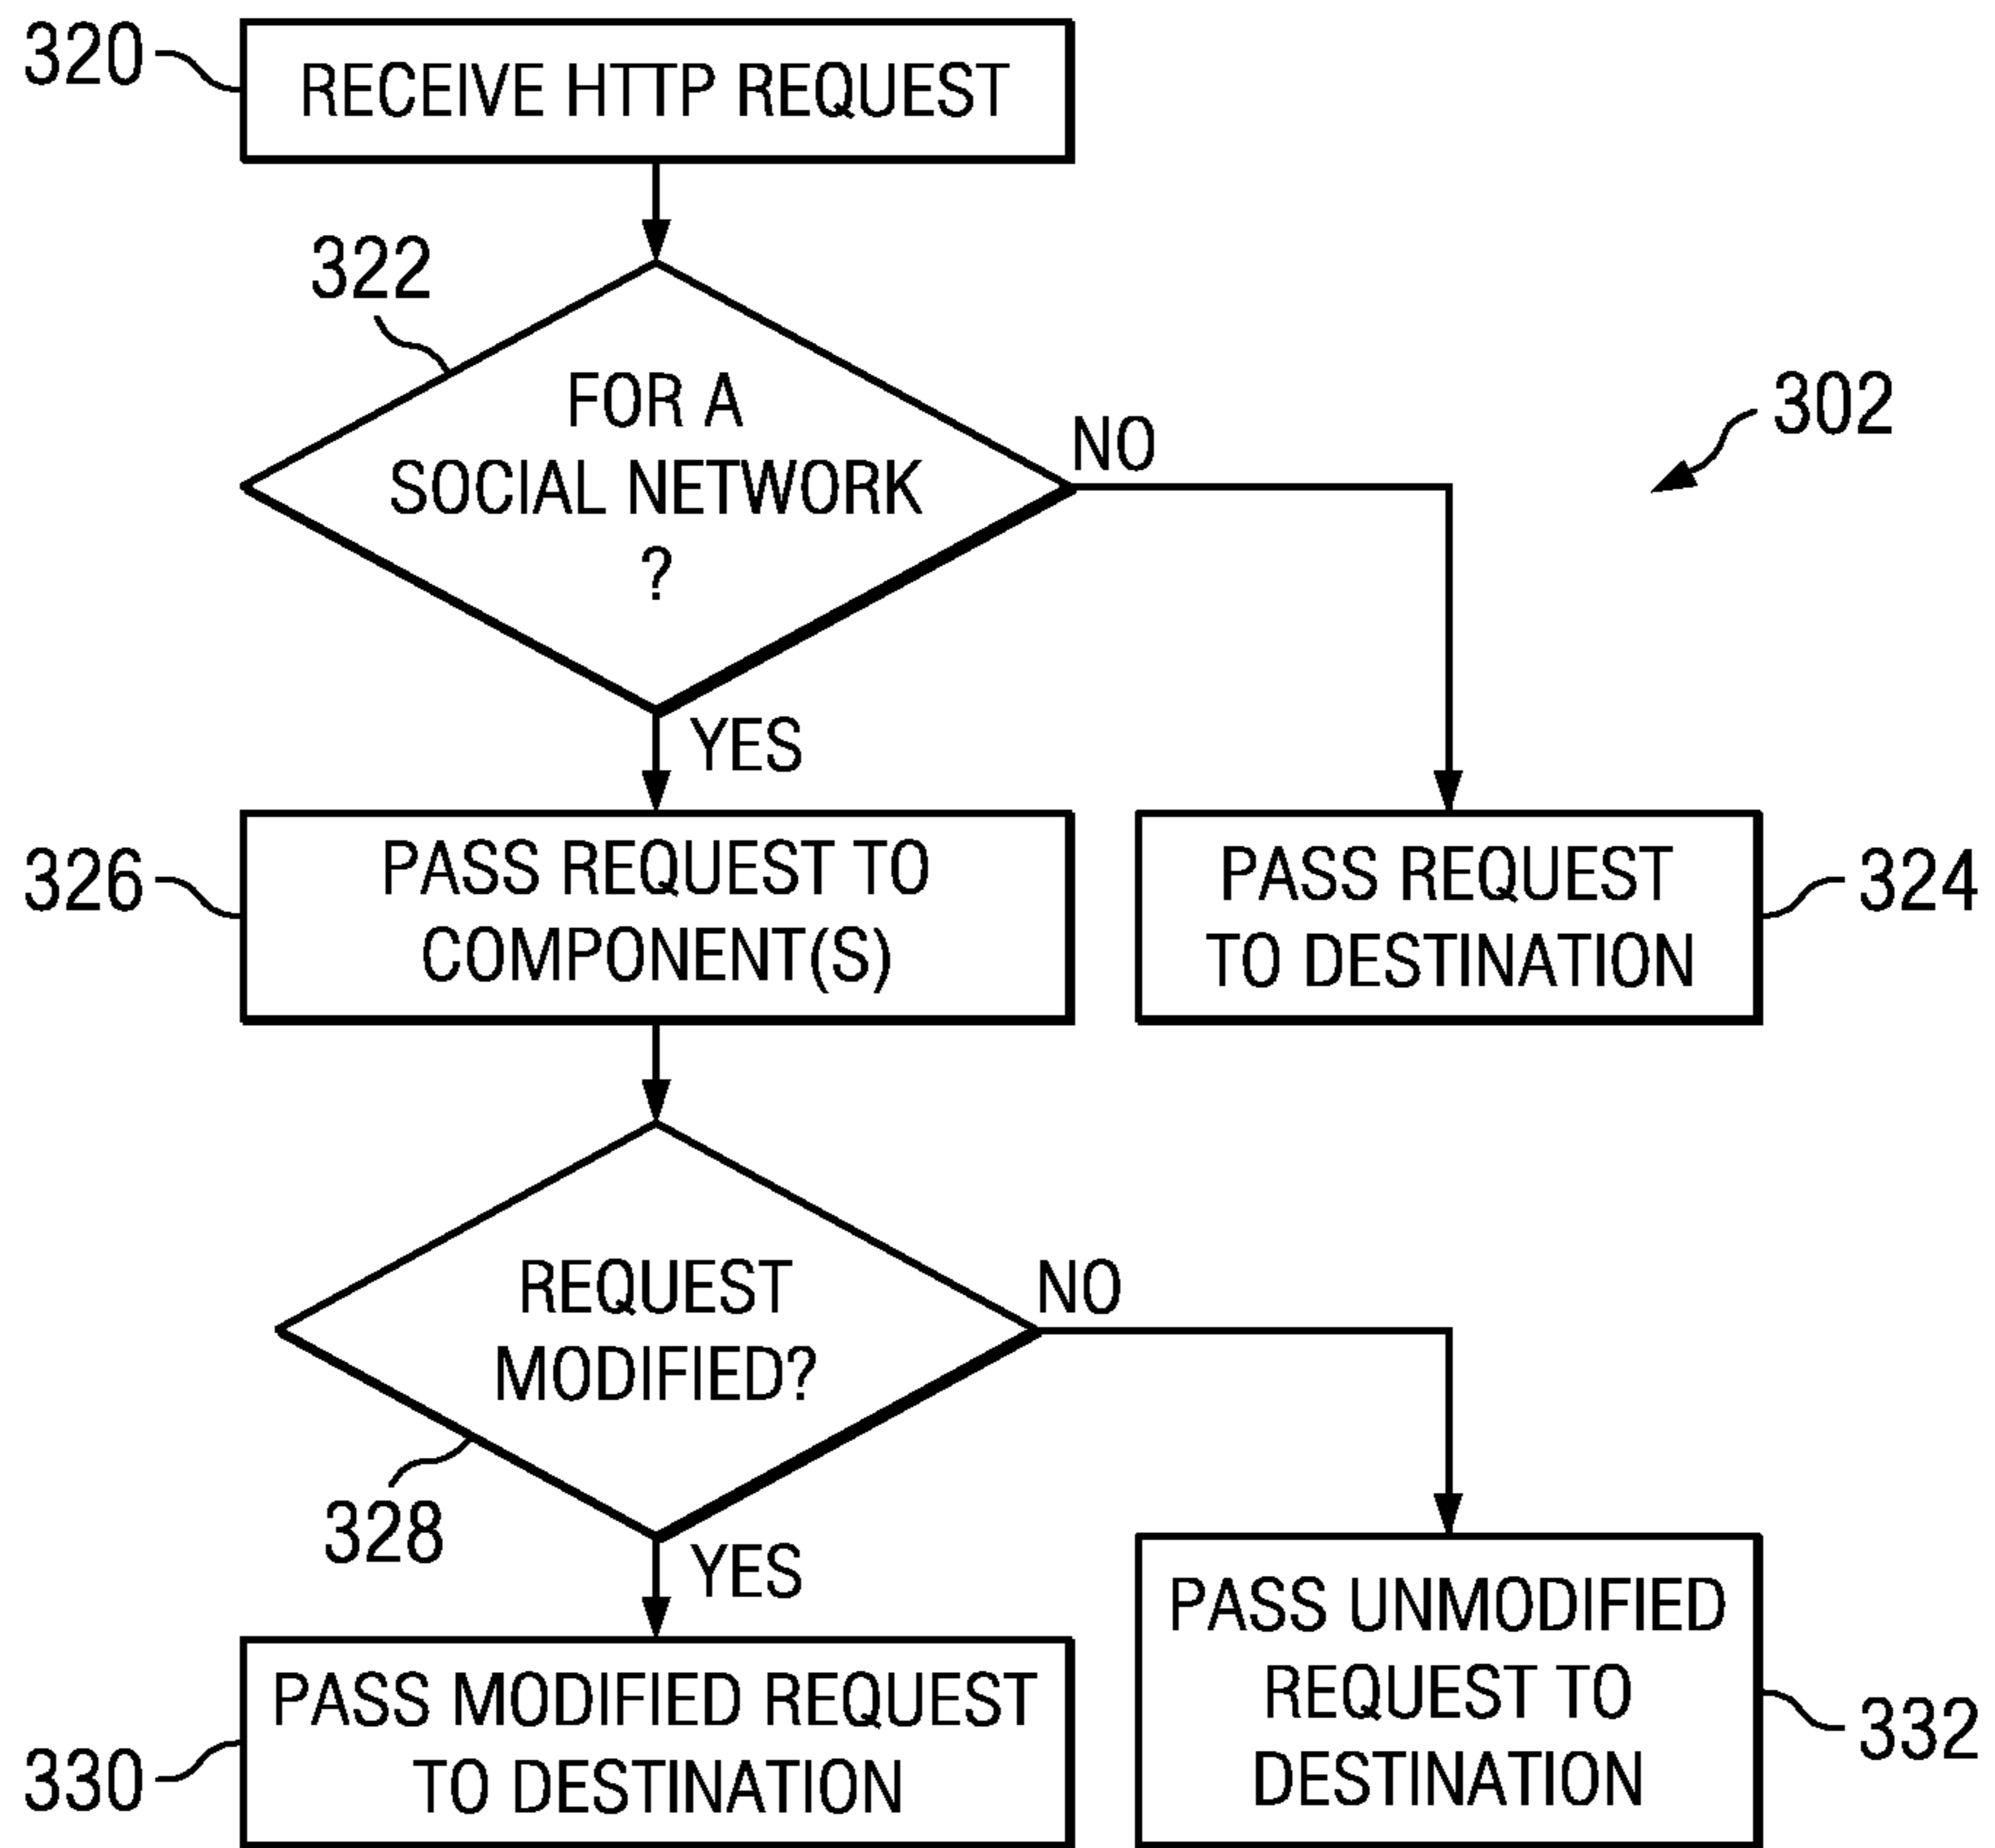 320
RECEIVE HTTP REQUEST
322
FOR A
SOCIAL NETWORK
?
NO
302
YES
326
PASS REQUEST TO
COMPONENT(S)
PASS REQUEST
TO DESTINATION
324
REQUEST
MODIFIED?
NO
328
YES
330
PASS MODIFIED REQUEST
TO DESTINATION
PASS UNMODIFIED
REQUEST TO
DESTINATION
332